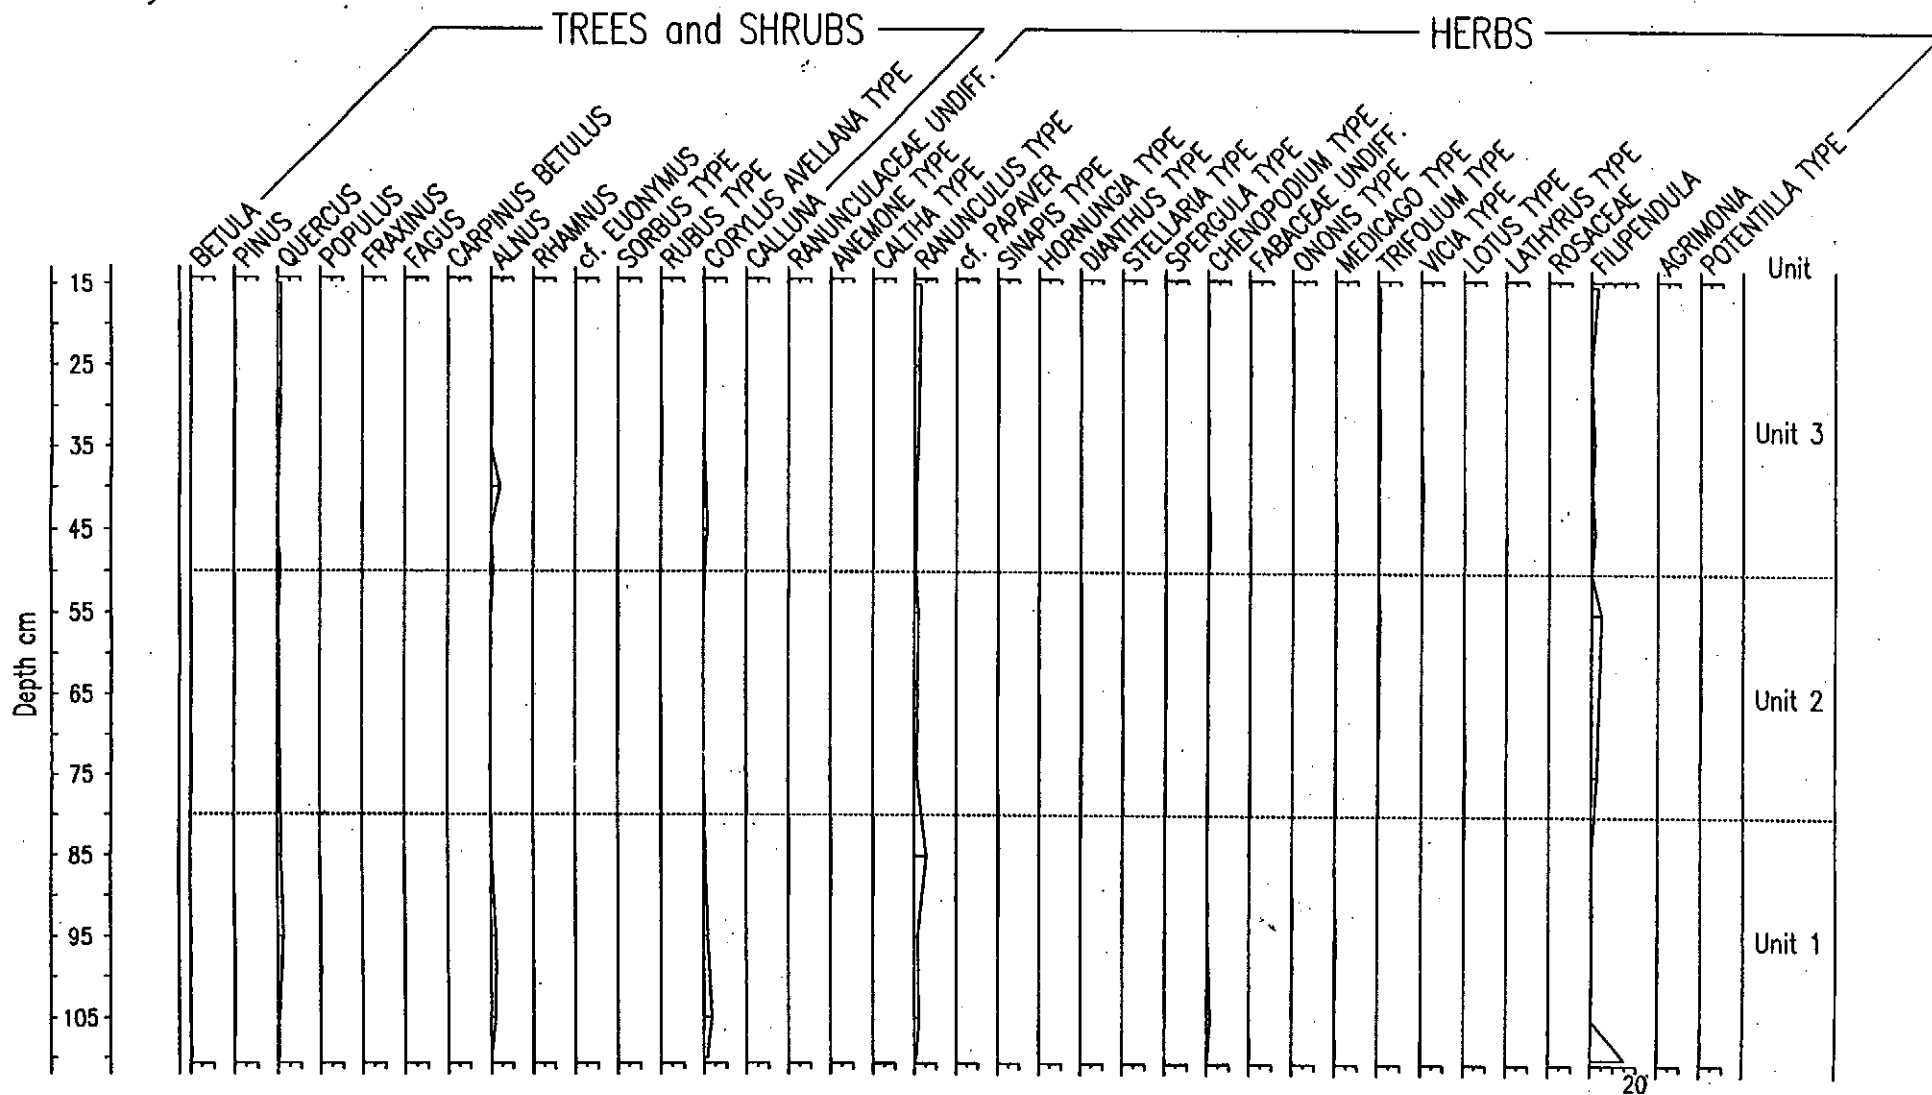 TREES and SHRUBS
HERBS
BETULA
PINUS
QUERCUS
POPULUS
FRAXINUS
FAGUS
CARPINUS BETULUS
ALNUS
RHAMNUS
cf. EUONYMUS
SORBUS TYPE
RUBUS TYPE
CORYLUS AVELLANA TYPE
CALLUNA
RANUNCULACEAE UNDIFF.
ANEMONE TYPE
CALTHA TYPE
RANUNCULUS TYPE
cf. PAPAVER
SINAPIS TYPE
HORNUNGIA TYPE
DIANTHUS TYPE
STELLARIA TYPE
SPERGULA TYPE
CHENOPODIUM TYPE
FABACEAE UNDIFF.
ONONIS TYPE
MEDICAGO TYPE
TRIFOLIUM TYPE
VICIA TYPE
LOTUS TYPE
LATHYRUS TYPE
ROSACEAE
FILIPENDULA
AGRIMONIA
POTENTILLA TYPE
Unit
15
25
35
Unit 3
45
55
Depth cm
65
Unit 2
75
85
95
Unit 1
105
20